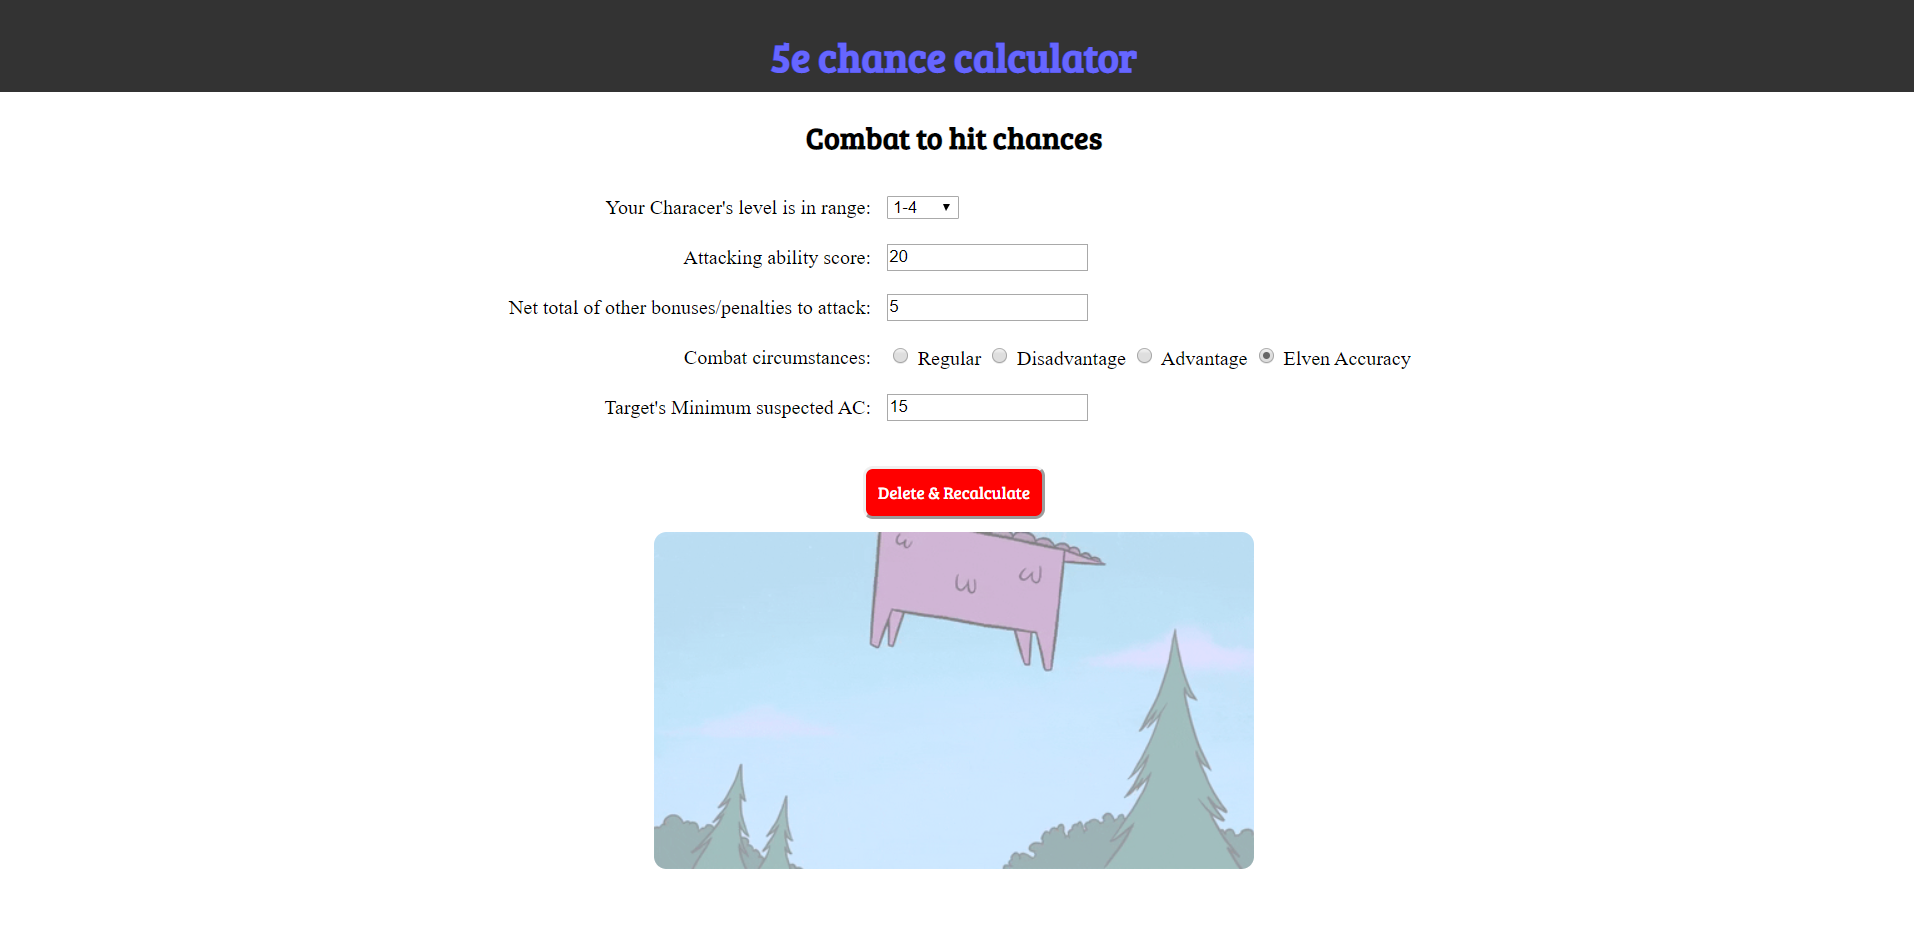 5e chance calculator
Combat to hit chances
Your Characer's level is in range: 1-4
Attacking ability score: 20
Net total of other bonuses/penalties to attack: 5
Combat circumstances: Regular Disadvantage Advantage Elven Accuracy
Target's Minimum suspected AC: 15
Delete & Recalculate